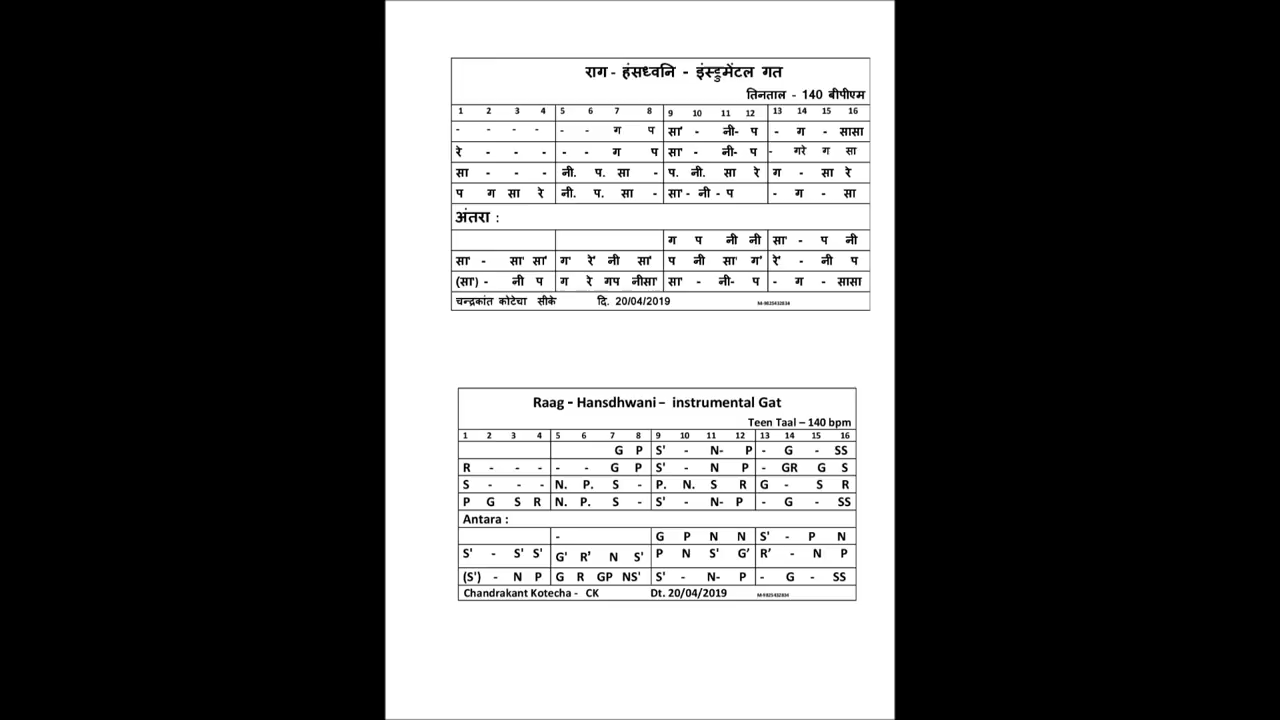 राग - हंसध्वनि - इंस्ड्रुमेंटल गत
तिनताल - 140 बीपीएम
1 2 3 4 5 6 7 8 9 10 11 12 13 14 15 16
- - - - - - ग प सा' - नी- प - ग - सासा
रे - - - - - ग प सा' - नी- प - गरे ग सा
सा - - - नी. प. सा - प. नी. सा रे ग - सा रे
प ग सा रे नी. प. सा - सा' - नी - प - ग - सा
अंतरा :
ग प नी नी सा' - प नी
सा' - सा' सा' ग' रे' नी सा' प नी सा' ग' रे' - नी प
(सा') - नी प ग रे गप नीसा' सा' - नी- प - ग - सासा
चन्द्रकांत कोटेचा सीके दि. 20/04/2019
Raag - Hansdhwani – instrumental Gat
Teen Taal – 140 bpm
1 2 3 4 5 6 7 8 9 10 11 12 13 14 15 16
G P S' - N- P - G - SS
R - - - - - G P S' - N P - GR G S
S - - - N. P. S - P. N. S R G - S R
P G S R N. P. S - S' - N- P - G - SS
Antara :
- G P N N S' - P N
S' - S' S' G' R’ N S' P N S' G’ R’ - N P
(S') - N P G R GP NS' S' - N- P - G - SS
Chandrakant Kotecha - CK Dt. 20/04/2019